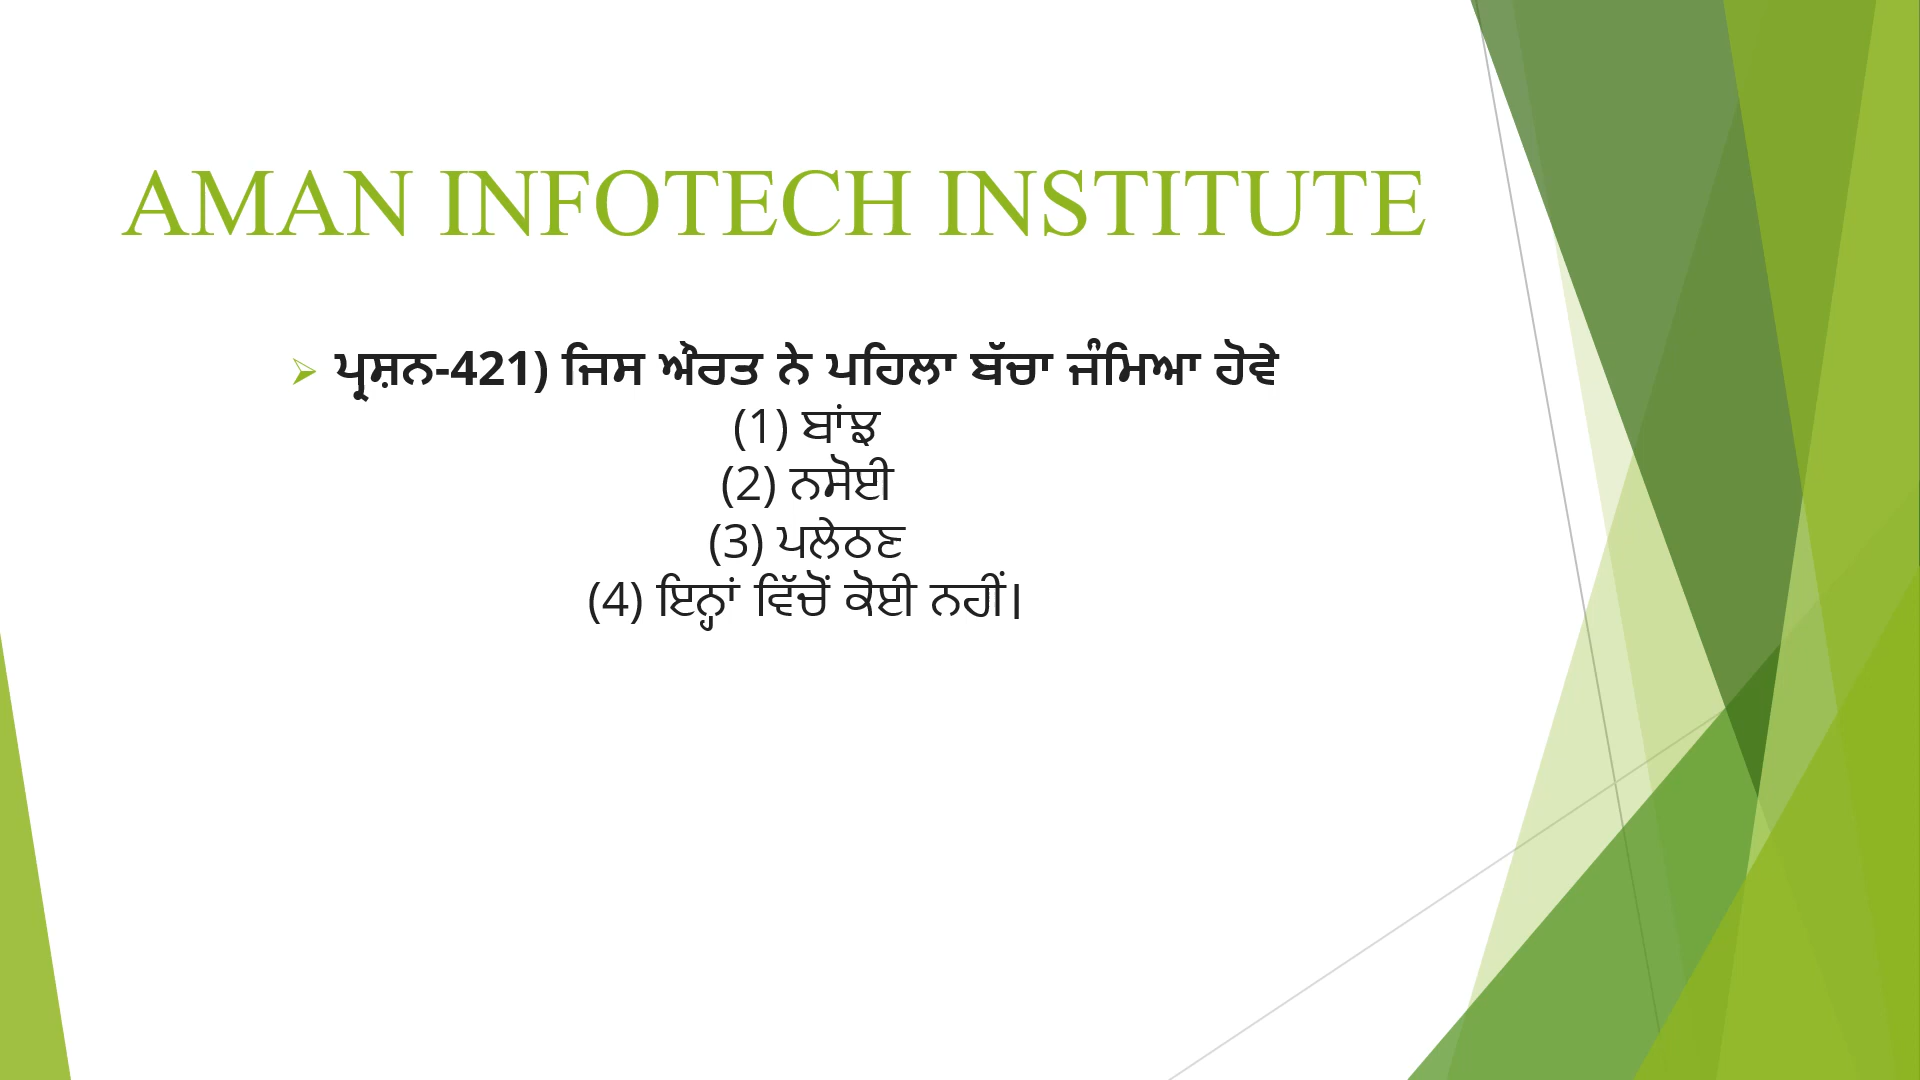 AMAN INFOTECH INSTITUTE
ਪ੍ਰਸ਼ਨ-421) ਜਿਸ ਔਰਤ ਨੇ ਪਹਿਲਾ ਬੱਚਾ ਜੰਮਿਆ ਹੋਵੇ
(1) ਬਾਂਝ
(2) ਨਸੋਈ
(3) ਪਲੇਠਣ
(4) ਇਨ੍ਹਾਂ ਵਿੱਚੋਂ ਕੋਈ ਨਹੀਂ।